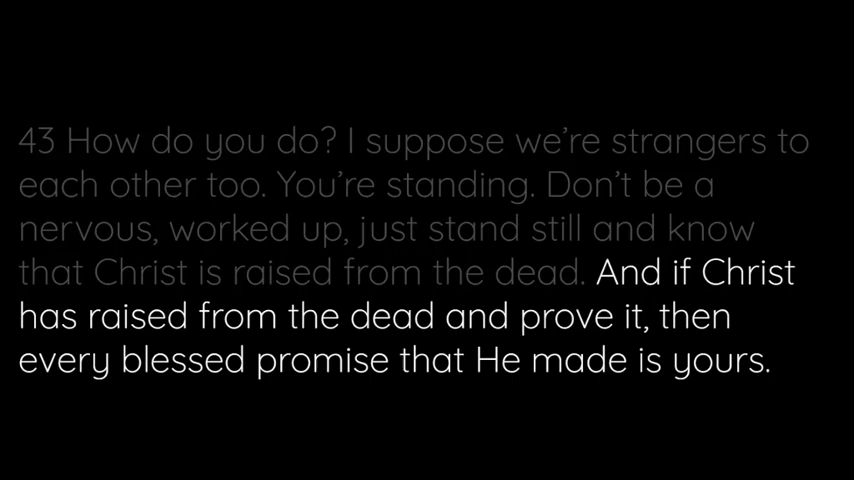 43 How do you do? I suppose we're strangers to
each other too. You're standing. Don't be a
nervous, worked up, just stand still and know
that Christ is raised from the dead. And if Christ
has raised from the dead and prove it, then
every blessed promise that He made is yours.